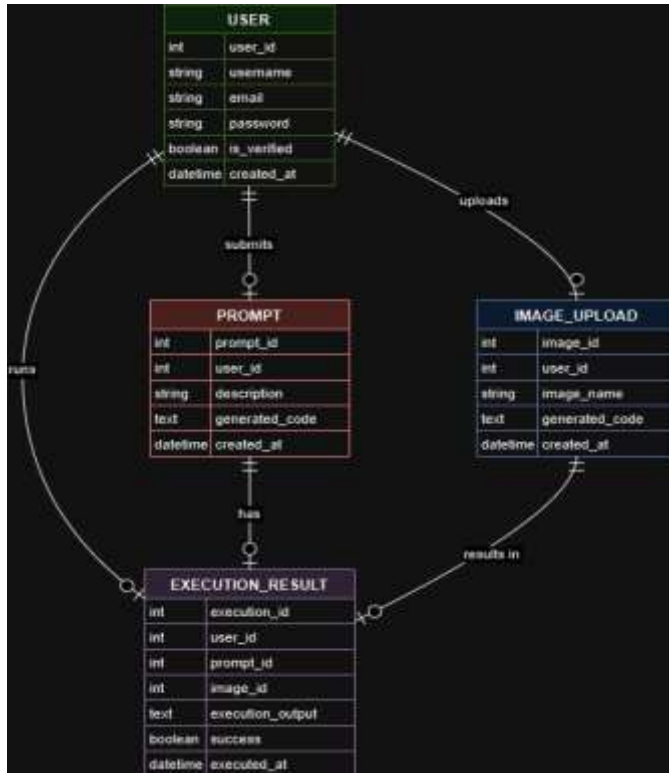 USER
int user_id
string username
string email
string password
boolean is_verified
datetime created_at
uploads
submits
PROMPT
int prompt_id
int user_id
string description
text generated_code
datetime created_at
IMAGE_UPLOAD
int image_id
int user_id
string image_name
text generated_code
datetime created_at
runs
has
results in
EXECUTION_RESULT
int execution_id
int user_id
int prompt_id
int image_id
text execution_output
boolean success
datetime executed_at